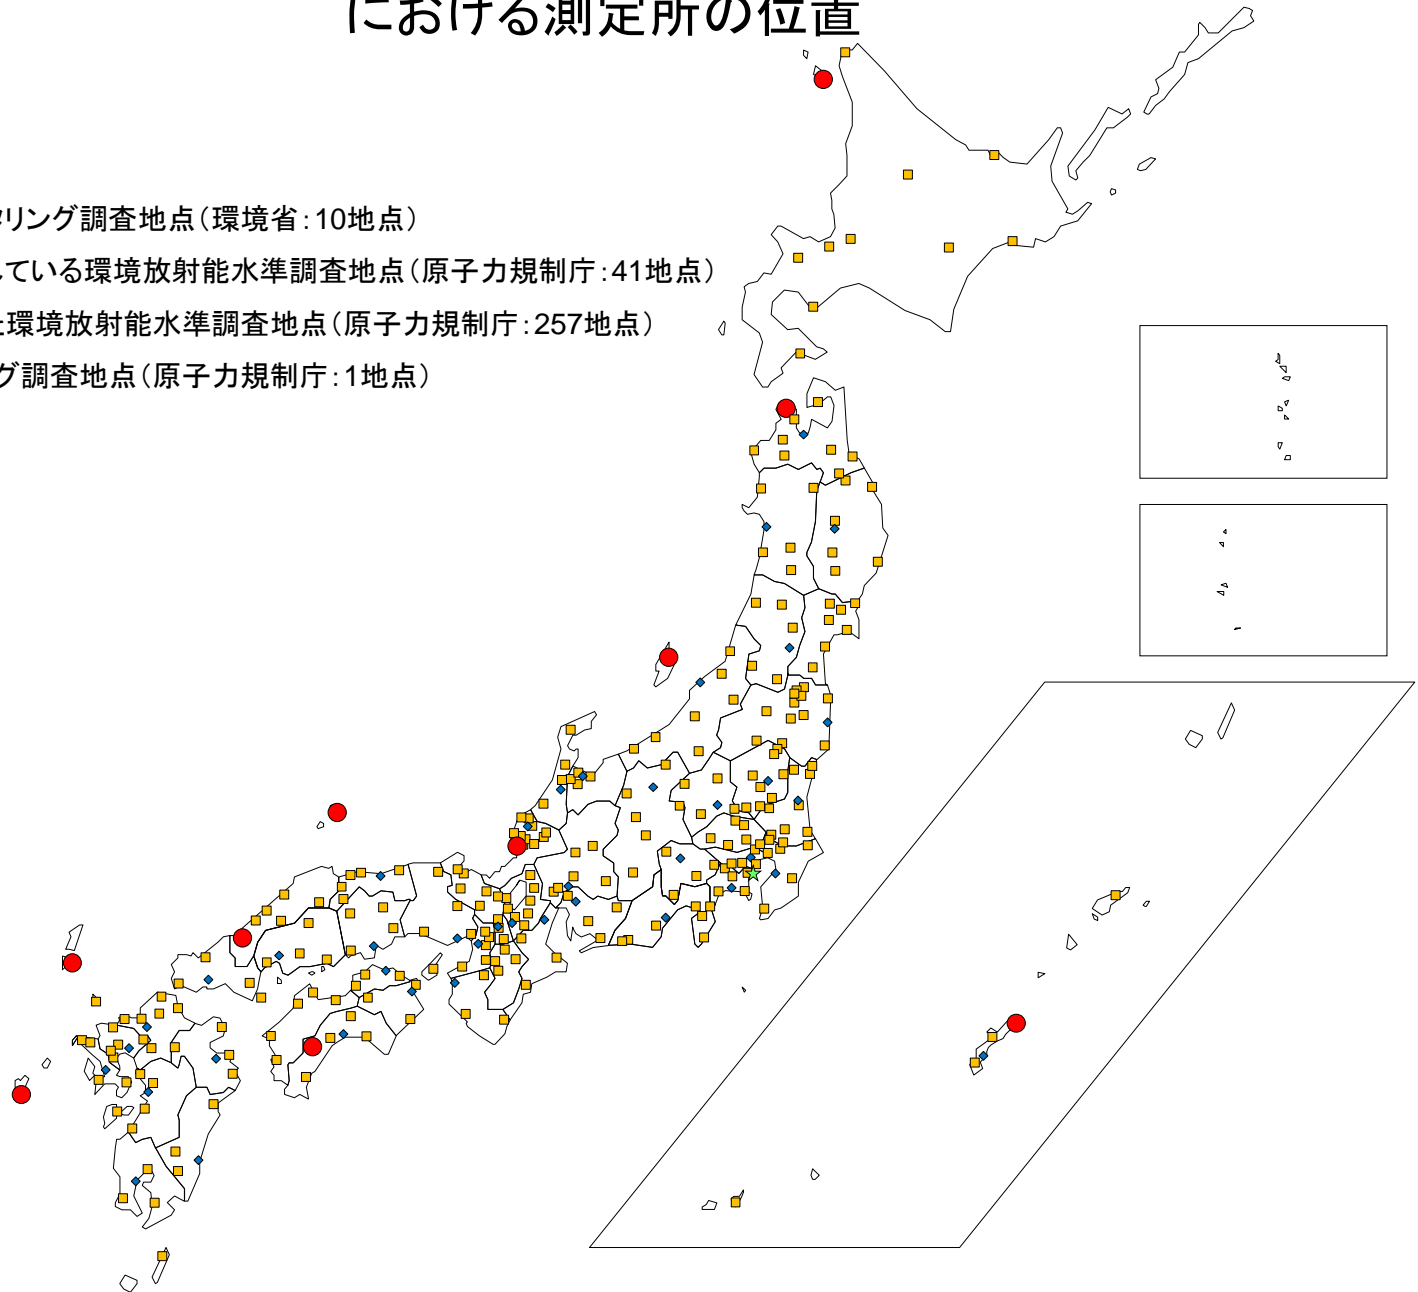 における測定所の位置
リング調査地点（環境省：10地点）
ている環境放射能水準調査地点（原子力規制庁：41地点）
環境放射能水準調査地点（原子力規制庁：257地点）
グ調査地点（原子力規制庁：1地点）